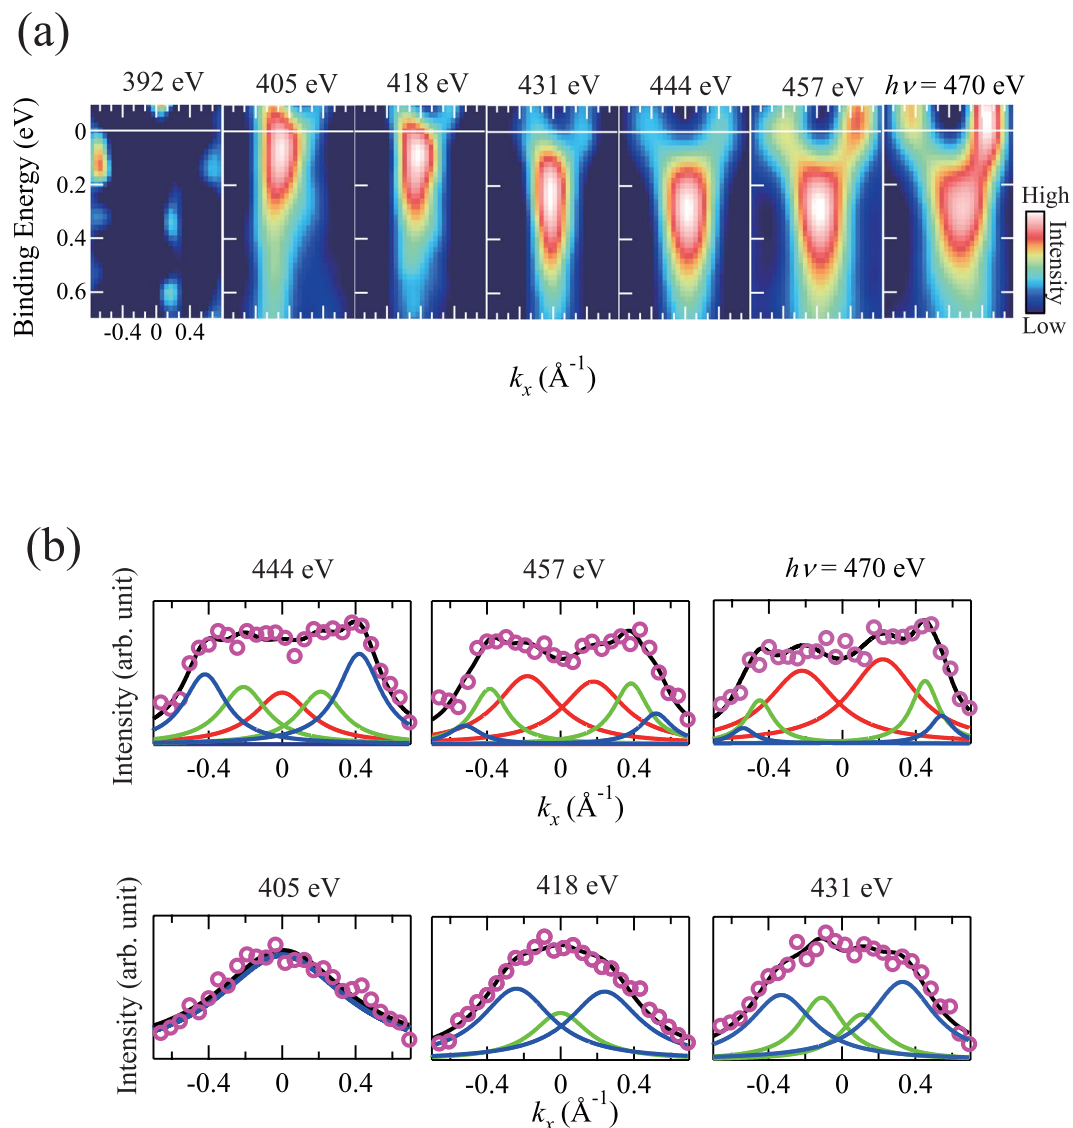 (a)
392 eV 405 eV 418 eV 431 eV 444 eV 457 eV hν = 470 eV
Binding Energy (eV)
0
0.2
0.4
0.6
-0.4 0 0.4
High
Intensity
Low
kx (Å-1)
(b)
444 eV 457 eV hν = 470 eV
Intensity (arb. unit)
-0.4 0 0.4 -0.4 0 0.4 -0.4 0 0.4
kx (Å-1)
405 eV 418 eV 431 eV
Intensity (arb. unit)
-0.4 0 0.4 -0.4 0 0.4 -0.4 0 0.4
kx (Å-1)